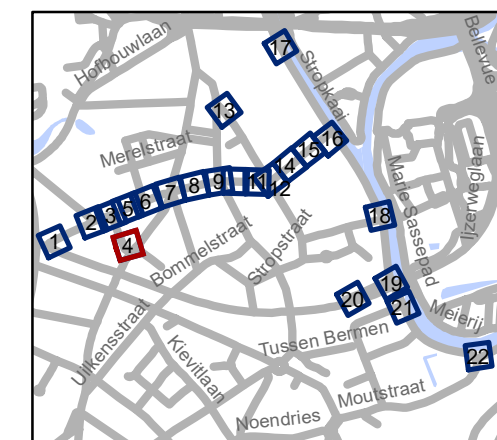 Hofbouwlaan
Bellevue
17
Stropkaai
13
Merelstraat
16
15
14
Marie Sassepad
Ijzerweglaan
1
2
3
5
6
7
8
9
11
12
4
Bommelstraat
Stropstraat
18
19
20
21
Meierij
Uilkensstraat
Kievitlaan
Tussen Bermen
22
Moutstraat
Noendries